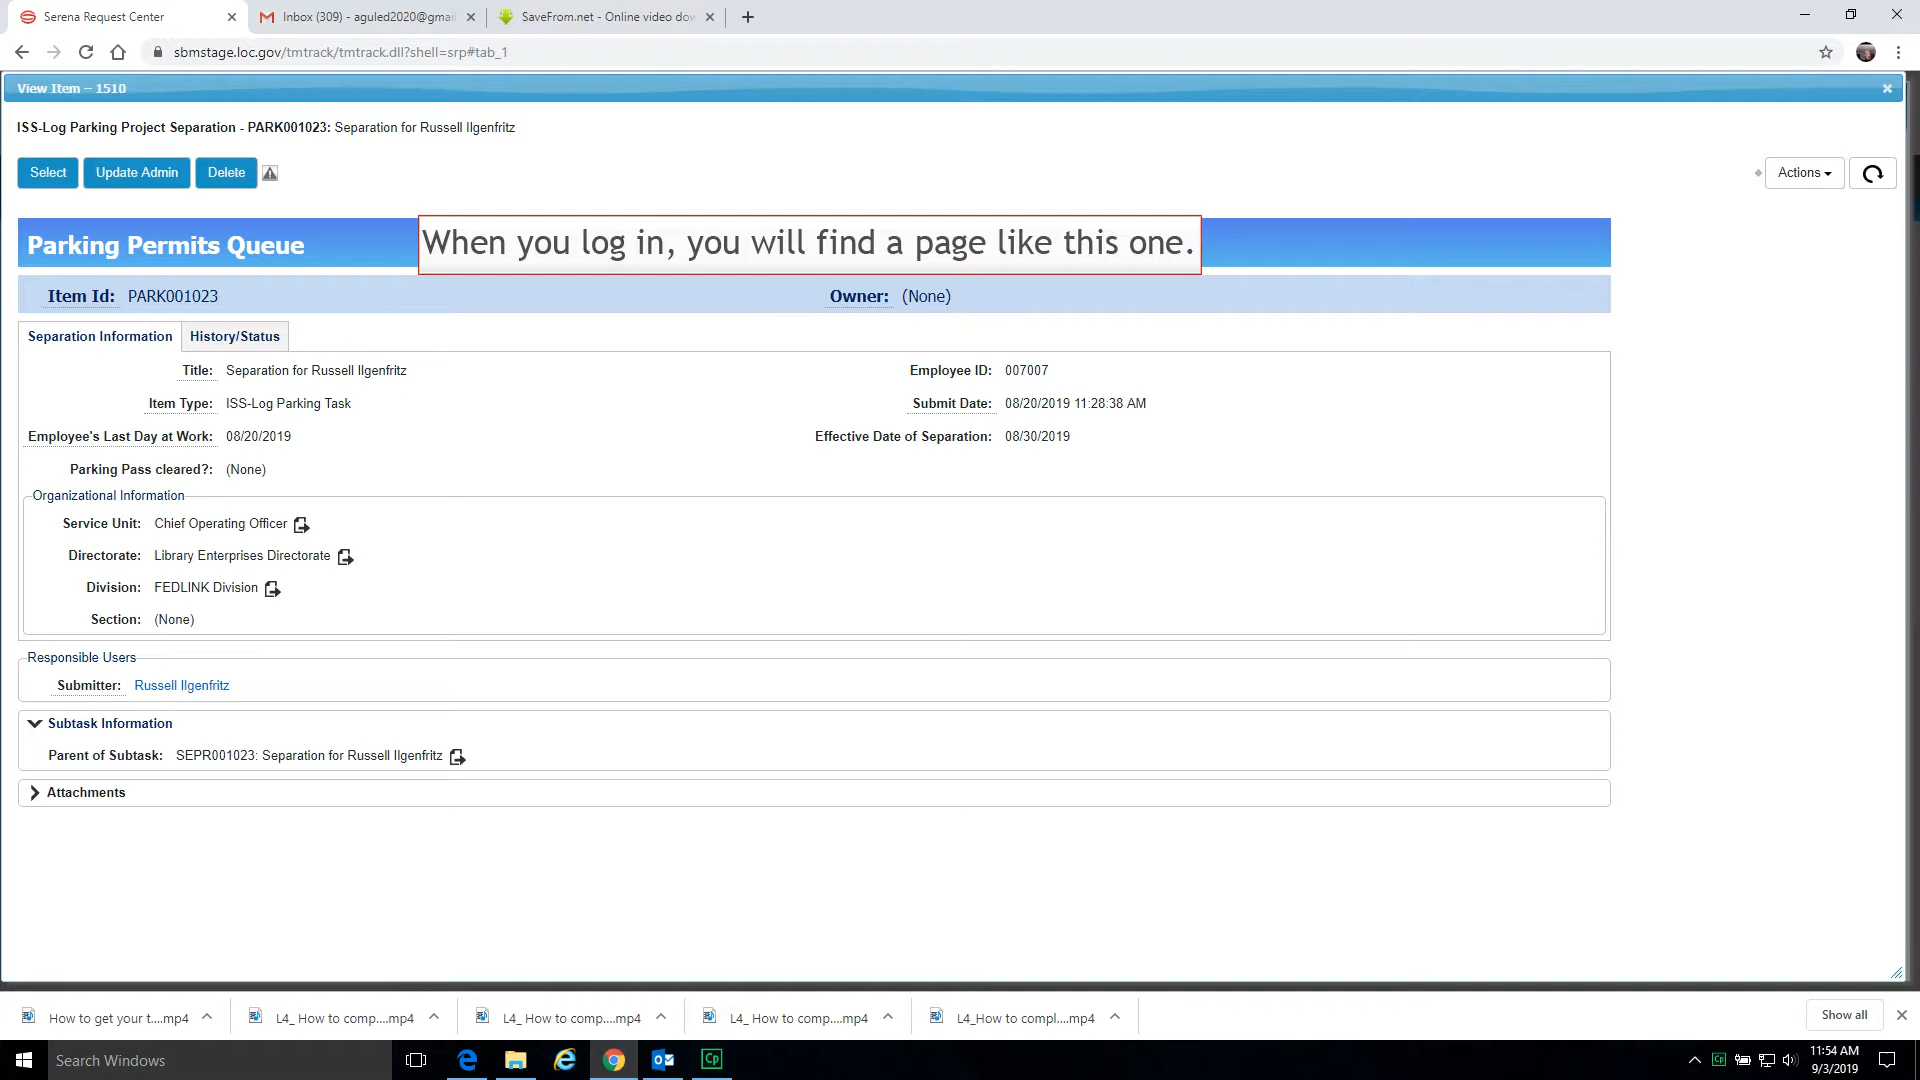 Serena Request Center
Inbox (309) - aguled2020@gmai
SaveFrom.net - Online video dow
sbmstage.loc.gov/tmtrack/tmtrack.dll?shell=srp#tab_1
View Item – 1510
ISS-Log Parking Project Separation - PARK001023: Separation for Russell Ilgenfritz
Select Update Admin Delete
Actions
Parking Permits Queue
When you log in, you will find a page like this one.
Item Id: PARK001023 Owner: (None)
Separation Information History/Status
Title: Separation for Russell Ilgenfritz Employee ID: 007007
Item Type: ISS-Log Parking Task Submit Date: 08/20/2019 11:28:38 AM
Employee's Last Day at Work: 08/20/2019 Effective Date of Separation: 08/30/2019
Parking Pass cleared?: (None)
Organizational Information
Service Unit: Chief Operating Officer
Directorate: Library Enterprises Directorate
Division: FEDLINK Division
Section: (None)
Responsible Users
Submitter: Russell Ilgenfritz
Subtask Information
Parent of Subtask: SEPR001023: Separation for Russell Ilgenfritz
Attachments
How to get your t....mp4 L4_ How to comp....mp4 L4_ How to comp....mp4 L4_ How to comp....mp4 L4_How to compl....mp4 Show all
Search Windows
Cp
Cp
11:54 AM
9/3/2019